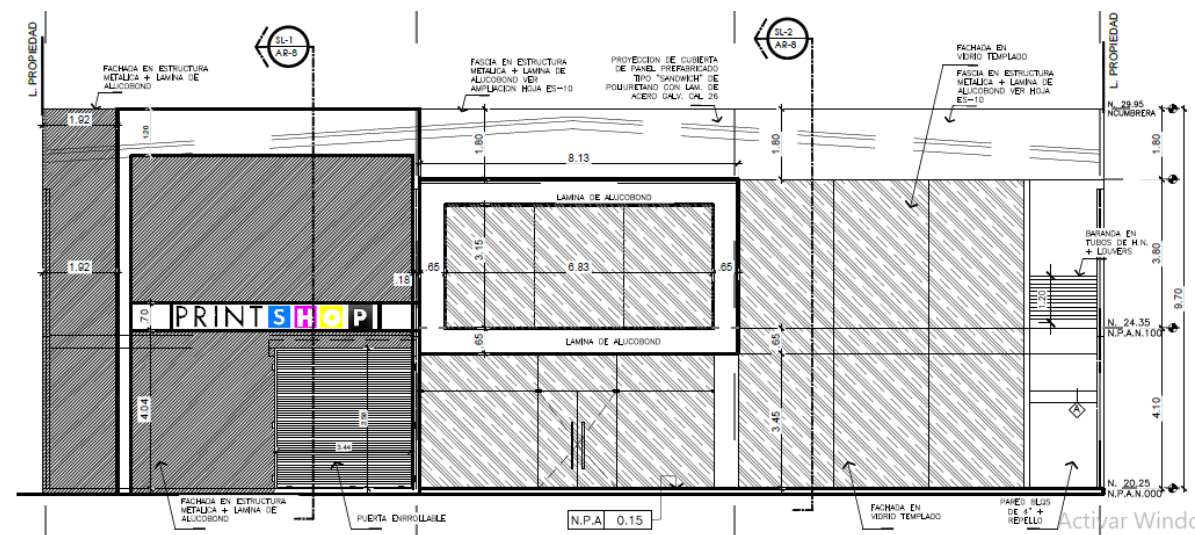 L. PROPIEDAD
SL-1
AR-8
SL-2
AR-8
L. PROPIEDAD
FACHADA EN ESTRUCTURA
METALICA + LAMINA DE
ALUCOBOND
FASCIA EN ESTRUCTURA
METALICA + LAMINA DE
ALUCOBOND VER
AMPLIACION HOJA ES-10
PROYECCION DE CUBIERTA
DE PANEL PREFABRICADO
TIPO "SANDWICH" DE
POLIURETANO CON LAM. DE
ACERO GALV. CAL 26
FACHADA EN
VIDRIO TEMPLADO
FASCIA EN ESTRUCTURA
METALICA + LAMINA DE
ALUCOBOND VER HOJA
ES-10
N. 29.95
NCUMBRERA
1.92
1.20
1.80
8.13
1.80
1.80
LAMINA DE ALUCOBOND
BARANDA EN
TUBOS DE H.N.
+ LOUVERS
3.15
3.80
1.92
.18
.65
6.83
.65
1.20
9.70
.70
PRINTSHOP
N. 24.35
N.P.A.N.100
.65
LAMINA DE ALUCOBOND
.65
4.04
3.44
3.45
4.10
A
N. 20.25
N.P.A.N.000
FACHADA EN ESTRUCTURA
METALICA + LAMINA DE
ALUCOBOND
PUERTA ENRROLLABLE
N.P.A 0.15
FACHADA EN
VIDRIO TEMPLADO
PARED BLQS
DE 4" +
REPELLO
Activar Windo